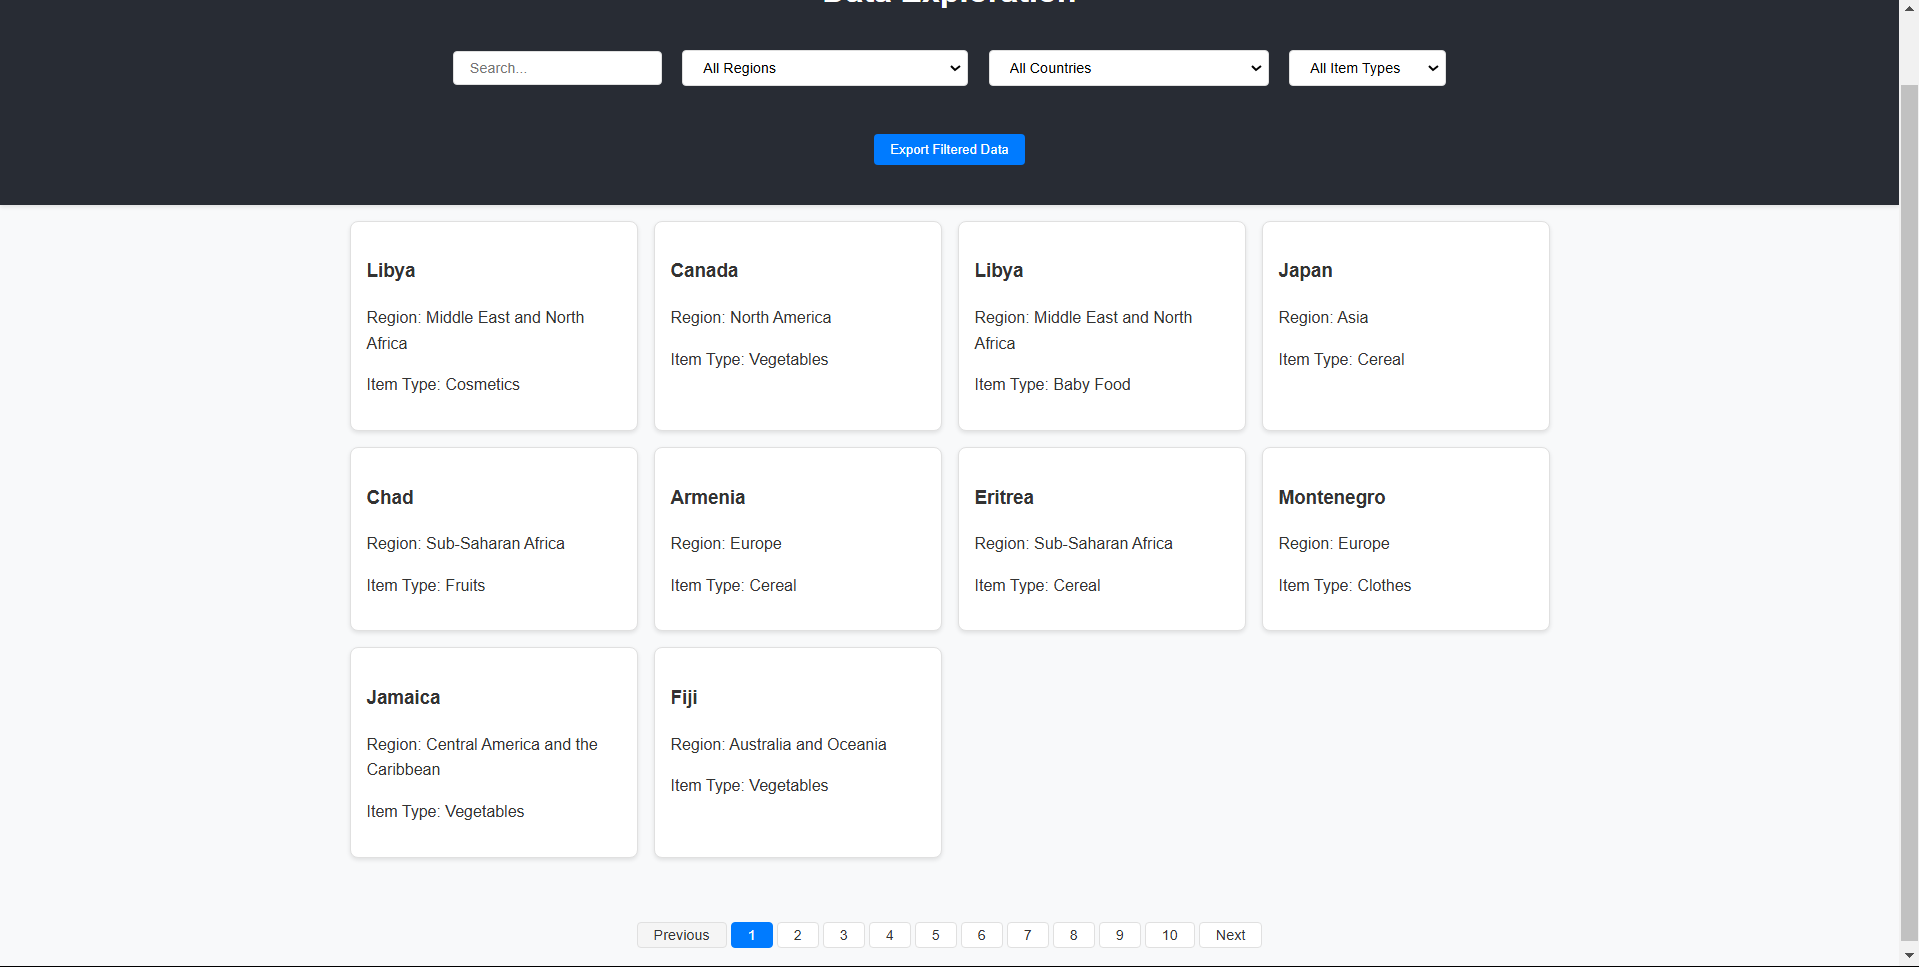 Data Exploration
Search...
All Regions
All Countries
All Item Types
Export Filtered Data
Libya
Region: Middle East and North
Africa
Item Type: Cosmetics
Canada
Region: North America
Item Type: Vegetables
Libya
Region: Middle East and North
Africa
Item Type: Baby Food
Japan
Region: Asia
Item Type: Cereal
Chad
Region: Sub-Saharan Africa
Item Type: Fruits
Armenia
Region: Europe
Item Type: Cereal
Eritrea
Region: Sub-Saharan Africa
Item Type: Cereal
Montenegro
Region: Europe
Item Type: Clothes
Jamaica
Region: Central America and the
Caribbean
Item Type: Vegetables
Fiji
Region: Australia and Oceania
Item Type: Vegetables
Previous 1 2 3 4 5 6 7 8 9 10 Next